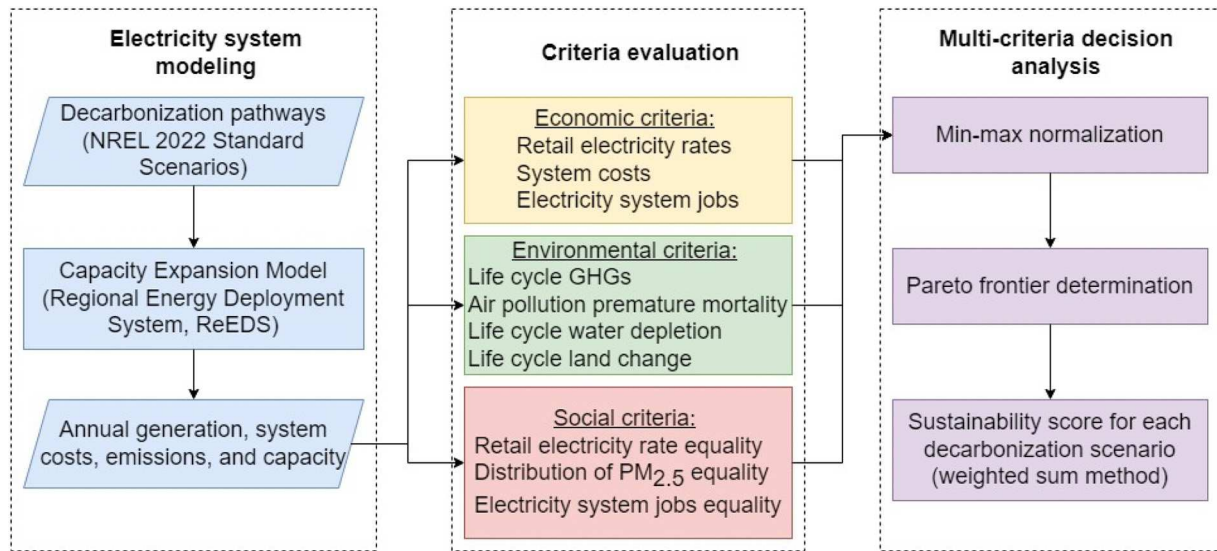 Electricity system
modeling
Decarbonization pathways
(NREL 2022 Standard
Scenarios)
Capacity Expansion Model
(Regional Energy Deployment
System, ReEDS)
Annual generation, system
costs, emissions, and capacity
Criteria evaluation
Economic criteria:
Retail electricity rates
System costs
Electricity system jobs
Environmental criteria:
Life cycle GHGs
Air pollution premature mortality
Life cycle water depletion
Life cycle land change
Social criteria:
Retail electricity rate equality
Distribution of PM2.5 equality
Electricity system jobs equality
Multi-criteria decision
analysis
Min-max normalization
Pareto frontier determination
Sustainability score for each
decarbonization scenario
(weighted sum method)